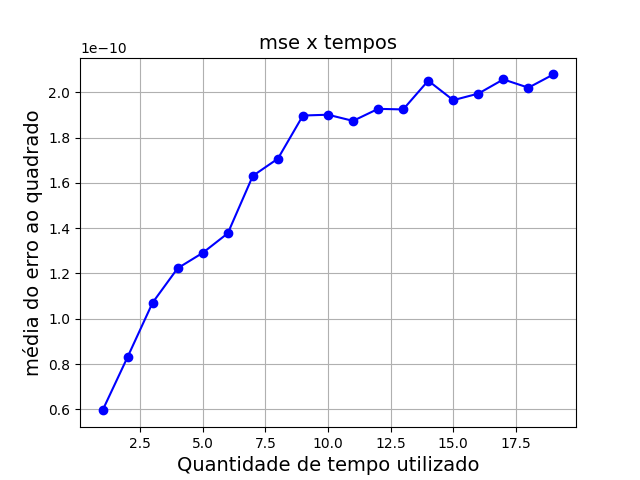 mse x tempos
1e−10
média do erro ao quadrado
2.0
1.8
1.6
1.4
1.2
1.0
0.8
0.6
2.5 5.0 7.5 10.0 12.5 15.0 17.5
Quantidade de tempo utilizado